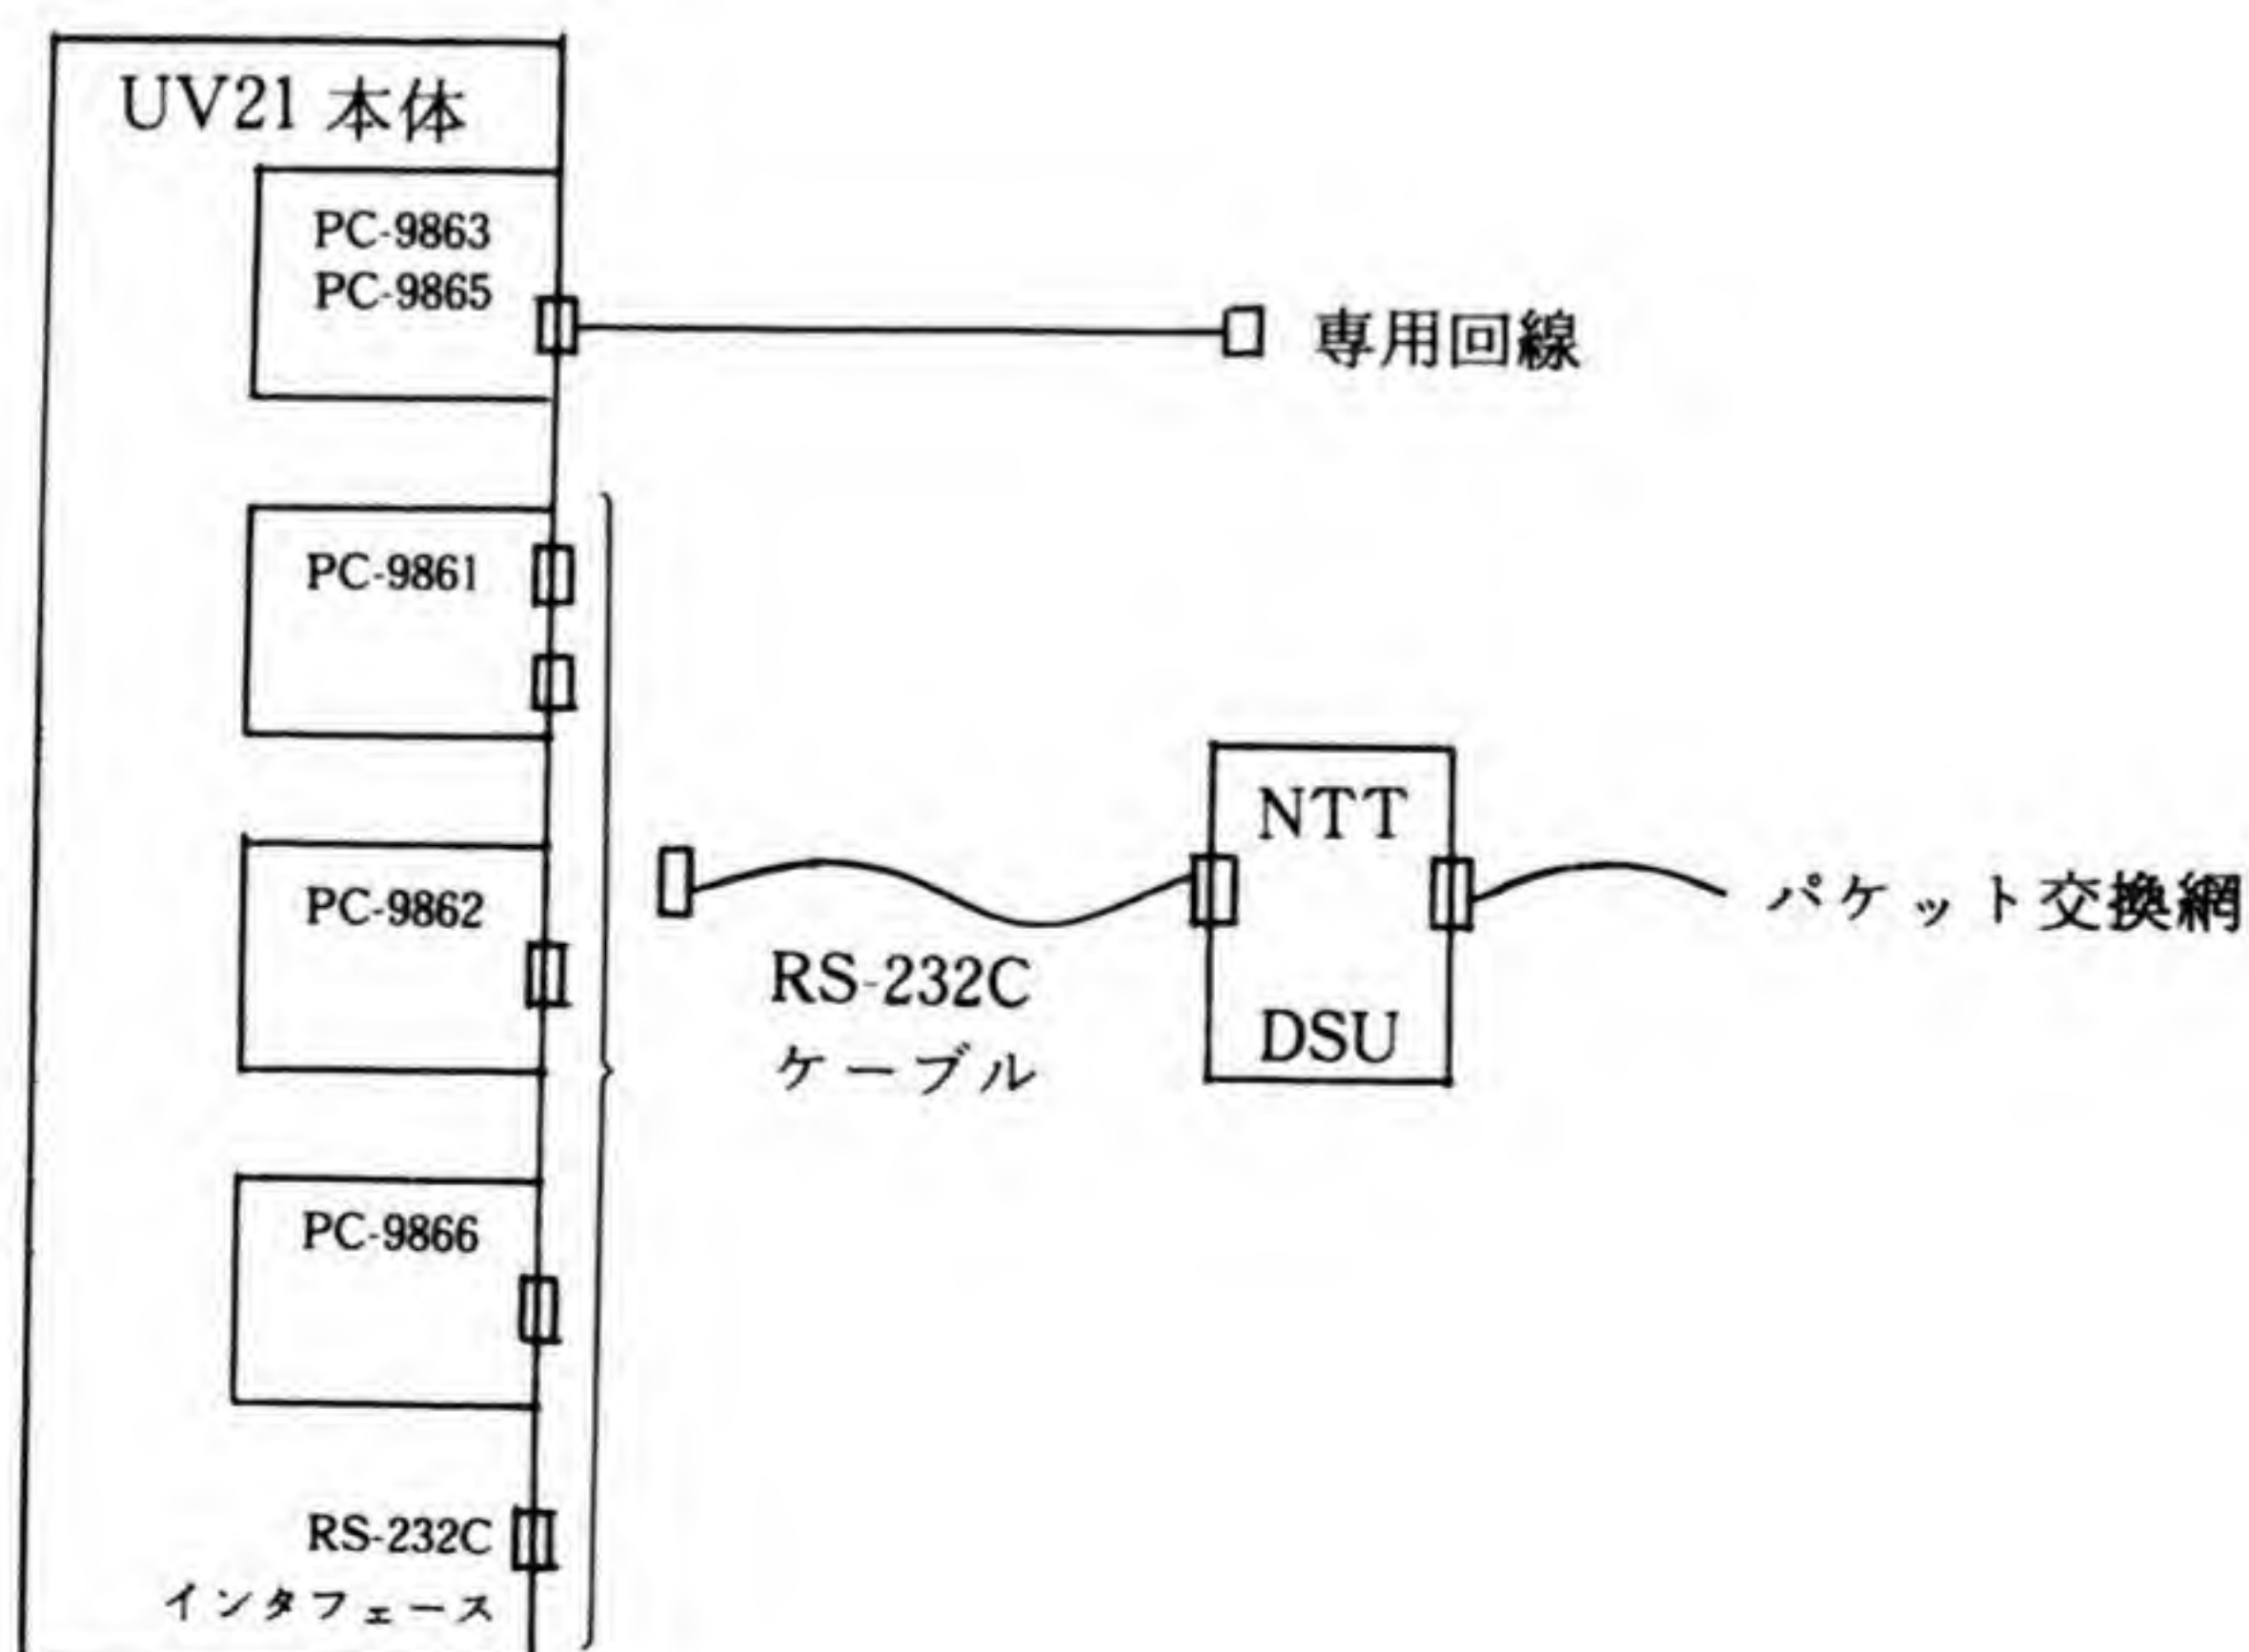 UV21 本体
PC-9863
PC-9865
専用回線
PC-9861
PC-9862
RS-232C
ケーブル
NTT
DSU
パケット交換網
PC-9866
RS-232C
インタフェース